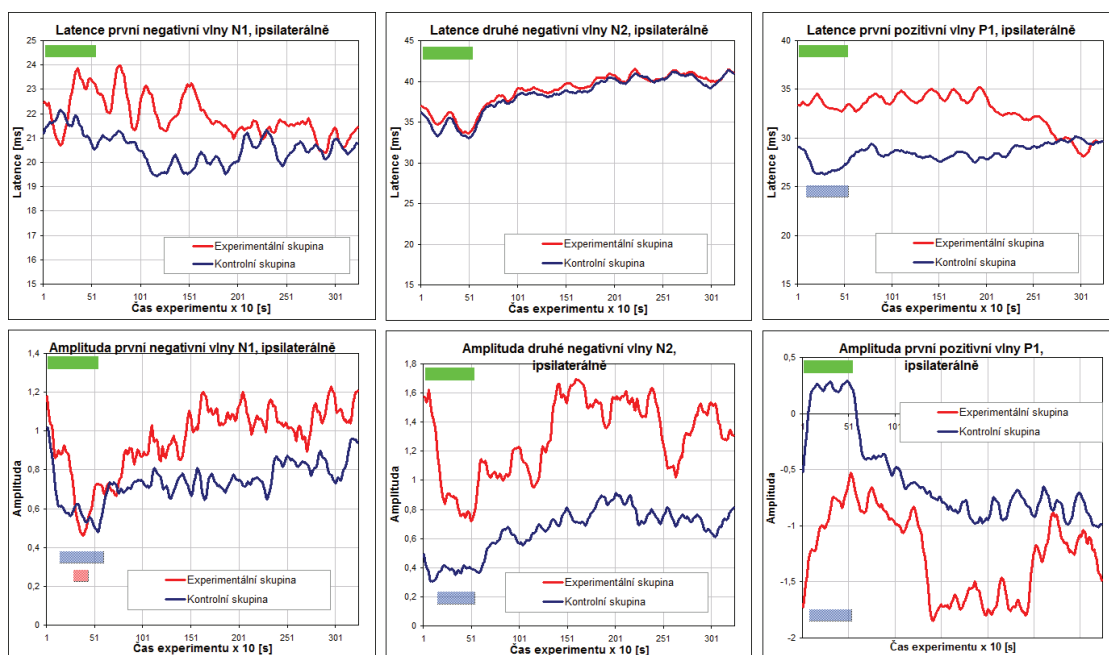 Latence první negativní vlny N1, ipsilaterálně
25
24
23
22
21
20
19
18
17
16
15
Latence [ms]
Experimentální skupina
Kontrolní skupina
1 51 101 151 201 251 301
Čas experimentu x 10 [s]
Latence druhé negativní vlny N2, ipsilaterálně
45
40
35
30
25
20
15
Latence [ms]
Experimentální skupina
Kontrolní skupina
1 51 101 151 201 251 301
Čas experimentu x 10 [s]
Latence první pozitivní vlny P1, ipsilaterálně
45
40
35
30
25
20
15
Latence [ms]
Experimentální skupina
Kontrolní skupina
1 51 101 151 201 251 301
Čas experimentu x 10 [s]
Amplituda první negativní vlny N1, ipsilaterálně
1,4
1,2
1
0,8
0,6
0,4
0,2
0
Amplituda
Experimentální skupina
Kontrolní skupina
1 51 101 151 201 251 301
Čas experimentu x 10 [s]
Amplituda druhé negativní vlny N2,
ipsilaterálně
1,8
1,6
1,4
1,2
1
0,8
0,6
0,4
0,2
0
Amplituda
Experimentální skupina
Kontrolní skupina
1 51 101 151 201 251 301
Čas experimentu x 10 [s]
Amplituda první pozitivní vlny P1,
ipsilaterálně
0,5
0
-0,5
-1
-1,5
-2
Amplituda
Experimentální skupina
Kontrolní skupina
51
Čas experimentu x 10 [s]